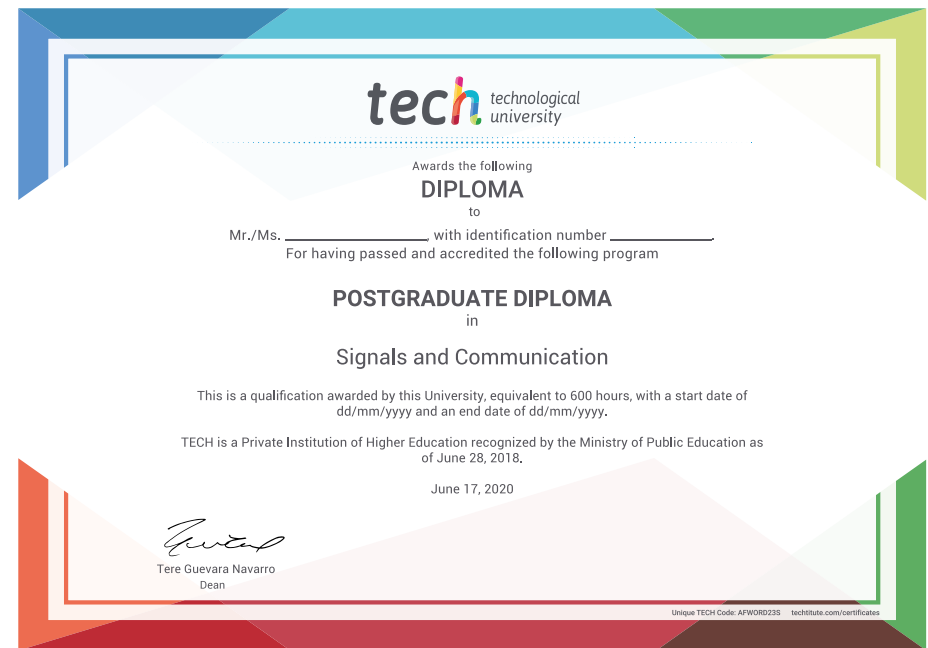 tech technological
university
Awards the following
DIPLOMA
to
Mr./Ms. ____________________, with identification number ______________.
For having passed and accredited the following program
POSTGRADUATE DIPLOMA
in
Signals and Communication
This is a qualification awarded by this University, equivalent to 600 hours, with a start date of
dd/mm/yyyy and an end date of dd/mm/yyyy.
TECH is a Private Institution of Higher Education recognized by the Ministry of Public Education as
of June 28, 2018.
June 17, 2020
Tere Guevara Navarro
Dean
Unique TECH Code: AFWORD23S techtitute.com/certificates